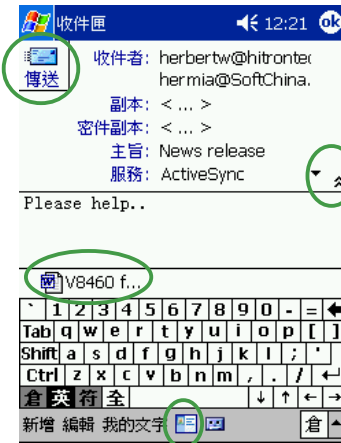 收件匣 12:21 ok
收件者: herbertw@hitrontec
傳送 hermia@SoftChina.
副本: < ... >
密件副本: < ... >
主旨: News release
服務: ActiveSync
Please help..
V8460 f...
` 1 2 3 4 5 6 7 8 9 0 - =
Tab q w e r t y u i o p [ ]
Shift a s d f g h j k l ; '
Ctrl z x c v b n m , . /
倉 英 符 全 ↓ ↑ ← →
新增 編輯 我的文字 倉